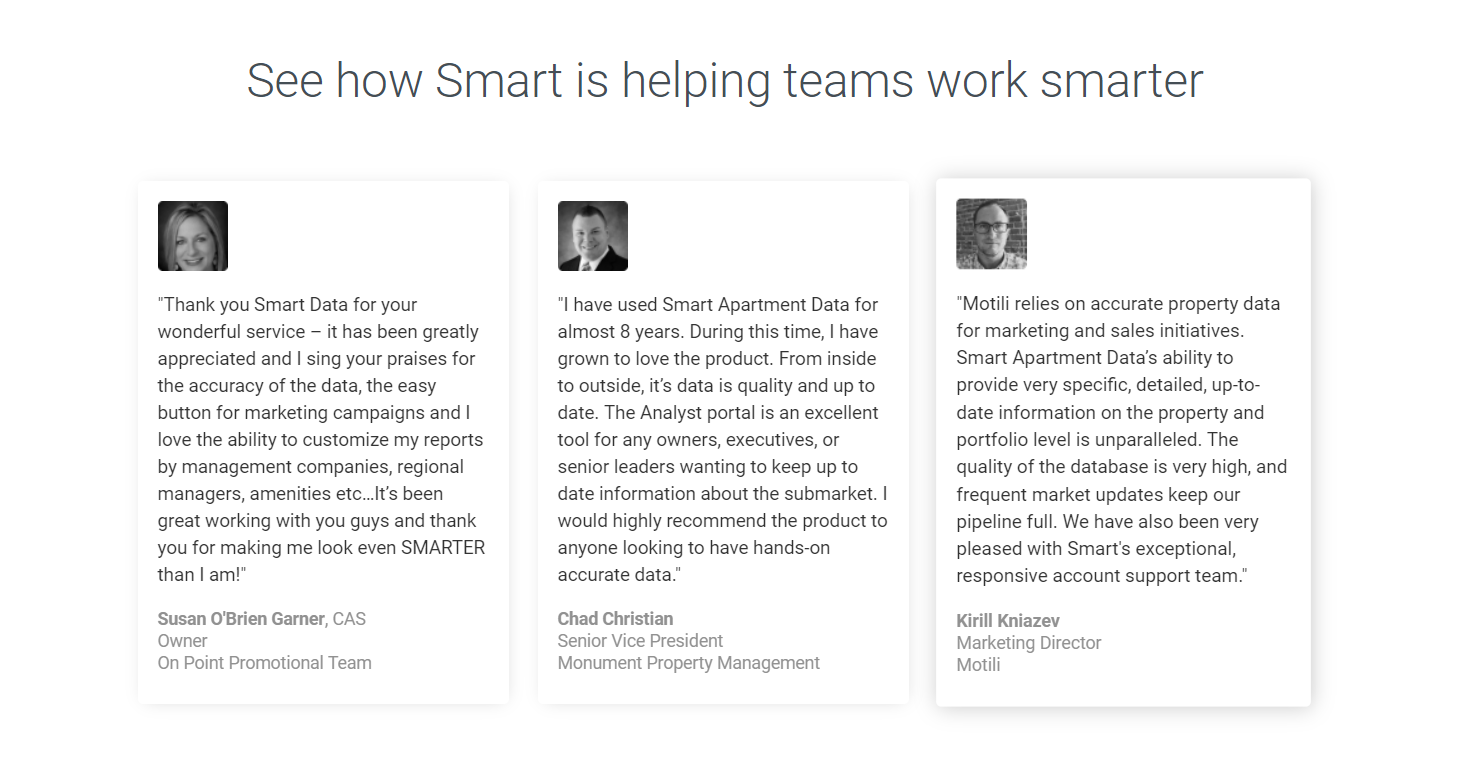 See how Smart is helping teams work smarter
"Thank you Smart Data for your
wonderful service – it has been greatly
appreciated and I sing your praises for
the accuracy of the data, the easy
button for marketing campaigns and I
love the ability to customize my reports
by management companies, regional
managers, amenities etc…It’s been
great working with you guys and thank
you for making me look even SMARTER
than I am!"
Susan O'Brien Garner, CAS
Owner
On Point Promotional Team
"I have used Smart Apartment Data for
almost 8 years. During this time, I have
grown to love the product. From inside
to outside, it’s data is quality and up to
date. The Analyst portal is an excellent
tool for any owners, executives, or
senior leaders wanting to keep up to
date information about the submarket. I
would highly recommend the product to
anyone looking to have hands-on
accurate data."
Chad Christian
Senior Vice President
Monument Property Management
"Motili relies on accurate property data
for marketing and sales initiatives.
Smart Apartment Data’s ability to
provide very specific, detailed, up-to-
date information on the property and
portfolio level is unparalleled. The
quality of the database is very high, and
frequent market updates keep our
pipeline full. We have also been very
pleased with Smart's exceptional,
responsive account support team."
Kirill Kniazev
Marketing Director
Motili